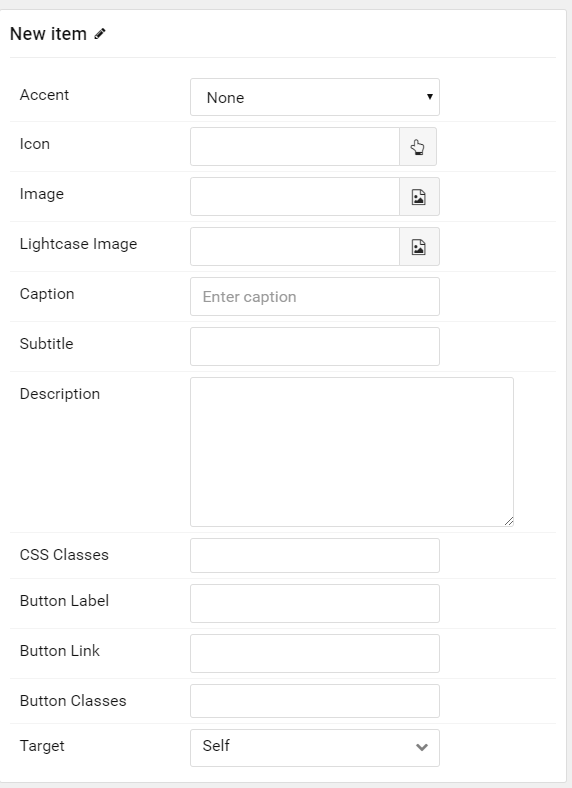 New item
Accent
None
Icon
Image
Lightcase Image
Caption
Enter caption
Subtitle
Description
CSS Classes
Button Label
Button Link
Button Classes
Target
Self